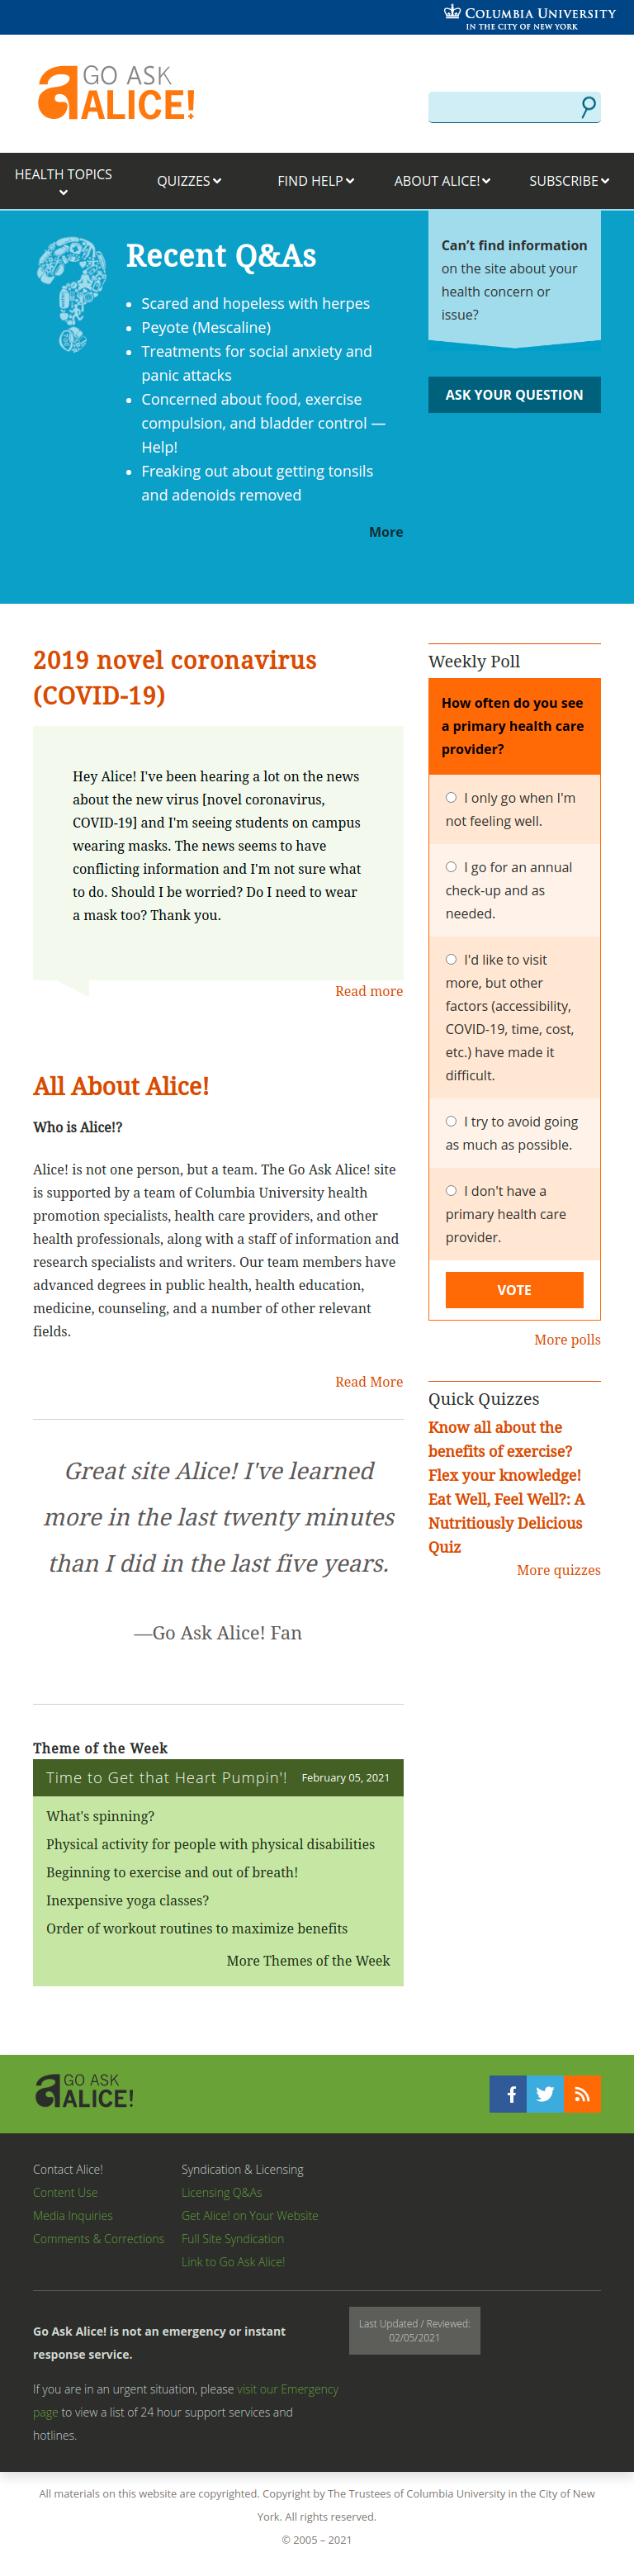 COLUMBIA UNIVERSITY
IN THE CITY OF NEW YORK
GO ASK
ALICE!
HEALTH TOPICS
QUIZZES
FIND HELP
ABOUT ALICE!
SUBSCRIBE
Recent Q&As
Scared and hopeless with herpes
Peyote (Mescaline)
Treatments for social anxiety and
panic attacks
Concerned about food, exercise
compulsion, and bladder control —
Help!
Freaking out about getting tonsils
and adenoids removed
More
Can’t find information
on the site about your
health concern or
issue?
ASK YOUR QUESTION
2019 novel coronavirus
(COVID-19)
Hey Alice! I've been hearing a lot on the news
about the new virus [novel coronavirus,
COVID-19] and I'm seeing students on campus
wearing masks. The news seems to have
conflicting information and I'm not sure what
to do. Should I be worried? Do I need to wear
a mask too? Thank you.
Read more
All About Alice!
Who is Alice!?
Alice! is not one person, but a team. The Go Ask Alice! site
is supported by a team of Columbia University health
promotion specialists, health care providers, and other
health professionals, along with a staff of information and
research specialists and writers. Our team members have
advanced degrees in public health, health education,
medicine, counseling, and a number of other relevant
fields.
Read More
Great site Alice! I've learned
more in the last twenty minutes
than I did in the last five years.
—Go Ask Alice! Fan
Theme of the Week
Time to Get that Heart Pumpin'! February 05, 2021
What's spinning?
Physical activity for people with physical disabilities
Beginning to exercise and out of breath!
Inexpensive yoga classes?
Order of workout routines to maximize benefits
More Themes of the Week
Weekly Poll
How often do you see
a primary health care
provider?
I only go when I'm
not feeling well.
I go for an annual
check-up and as
needed.
I'd like to visit
more, but other
factors (accessibility,
COVID-19, time, cost,
etc.) have made it
difficult.
I try to avoid going
as much as possible.
I don't have a
primary health care
provider.
VOTE
More polls
Quick Quizzes
Know all about the
benefits of exercise?
Flex your knowledge!
Eat Well, Feel Well?: A
Nutritiously Delicious
Quiz
More quizzes
GO ASK
ALICE!
Contact Alice!
Content Use
Media Inquiries
Comments & Corrections
Syndication & Licensing
Licensing Q&As
Get Alice! on Your Website
Full Site Syndication
Link to Go Ask Alice!
Go Ask Alice! is not an emergency or instant
response service.
If you are in an urgent situation, please visit our Emergency
page to view a list of 24 hour support services and
hotlines.
Last Updated / Reviewed:
02/05/2021
All materials on this website are copyrighted. Copyright by The Trustees of Columbia University in the City of New
York. All rights reserved.
© 2005 – 2021